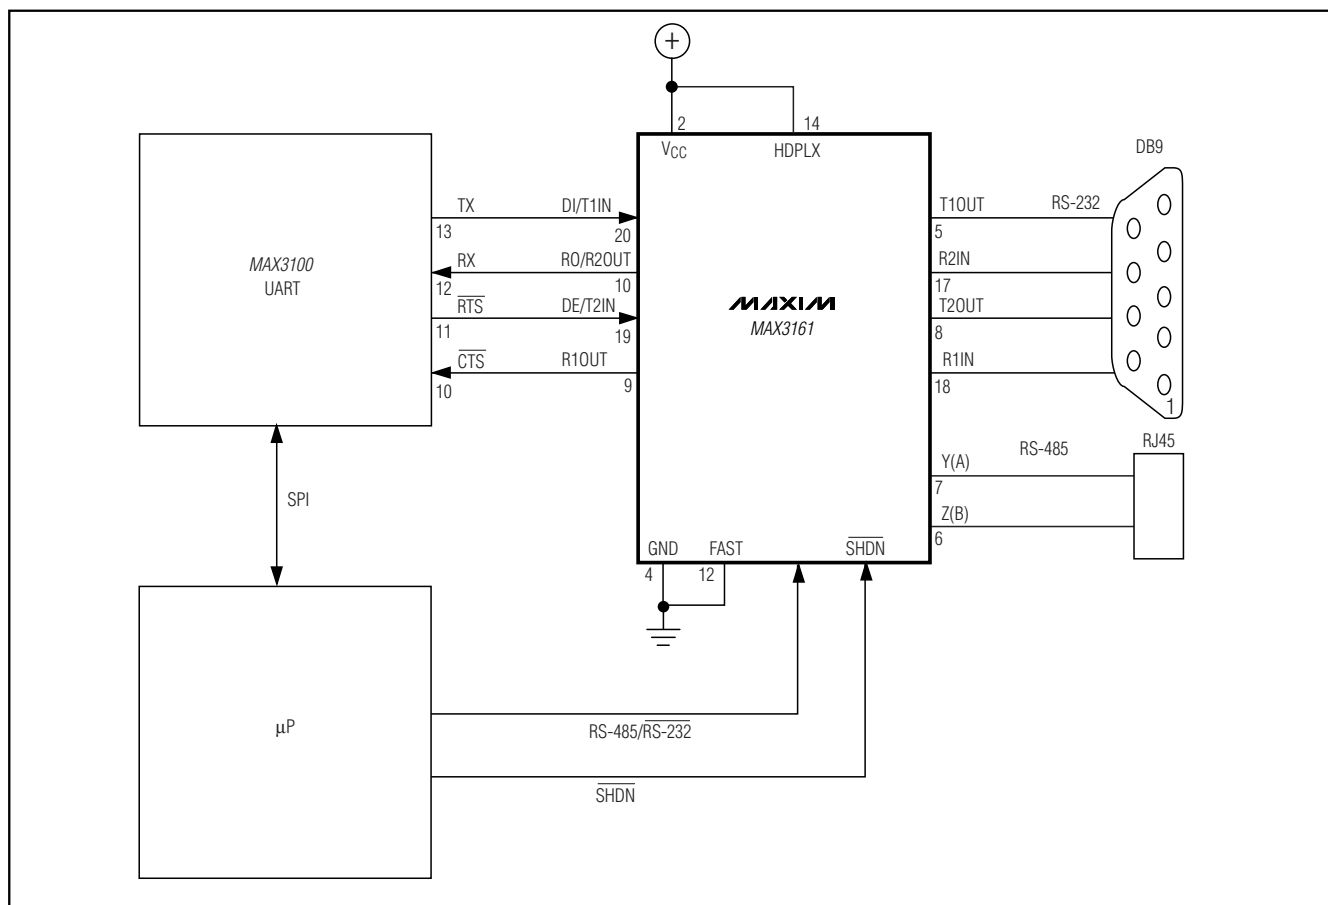 +
2
14
VCC
HDPLX
DB9
TX
DI/T1IN
T1OUT
RS-232
13
20
5
MAX3100
UART
RX
RO/R2OUT
R2IN
12
10
17
RTS
DE/T2IN
MAXIM
MAX3161
T2OUT
11
19
8
CTS
R1OUT
R1IN
10
9
18
1
RJ45
RS-485
Y(A)
7
Z(B)
6
SPI
GND
FAST
SHDN
4
12
μP
RS-485/RS-232
SHDN